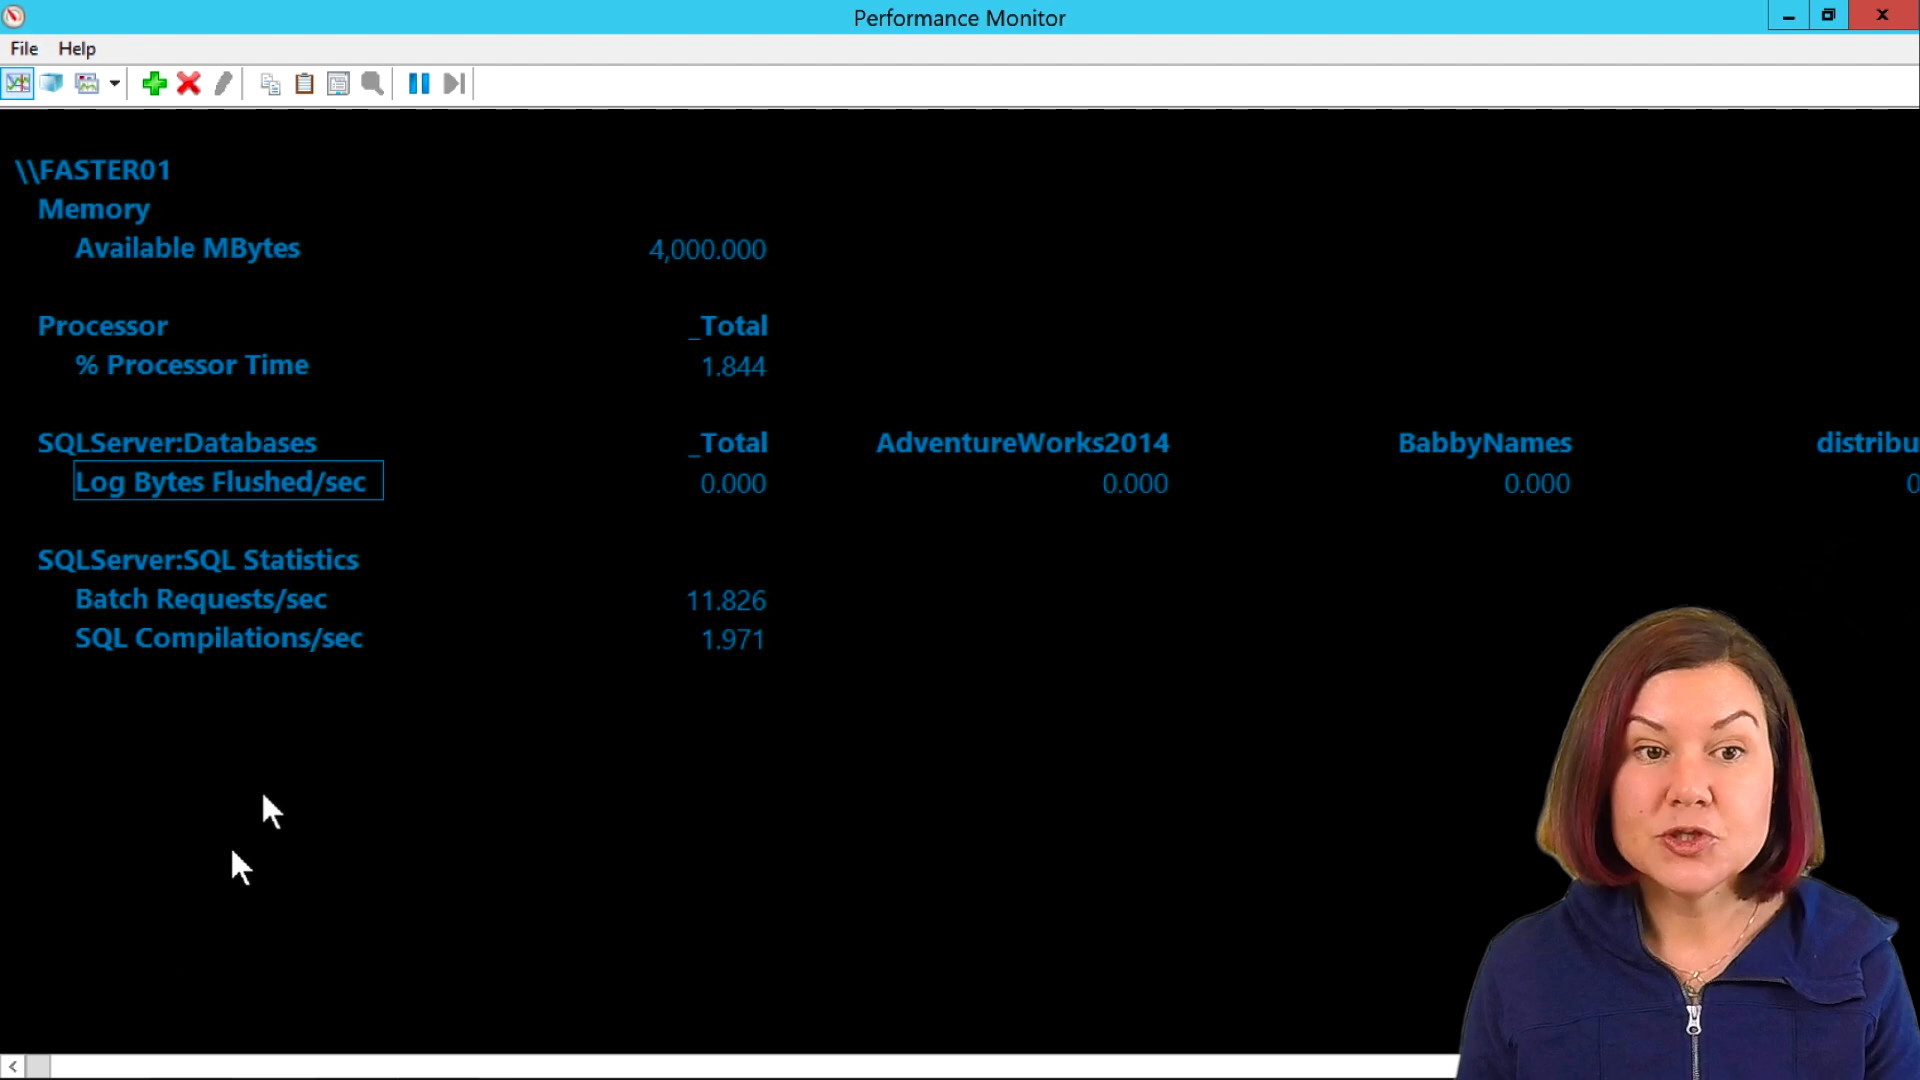 Performance Monitor
File Help
\\FASTER01
Memory
Available MBytes 4,000.000
Processor _Total
% Processor Time 1.844
SQLServer:Databases _Total AdventureWorks2014 BabbyNames distribu
Log Bytes Flushed/sec 0.000 0.000 0.000 0
SQLServer:SQL Statistics
Batch Requests/sec 11.826
SQL Compilations/sec 1.971